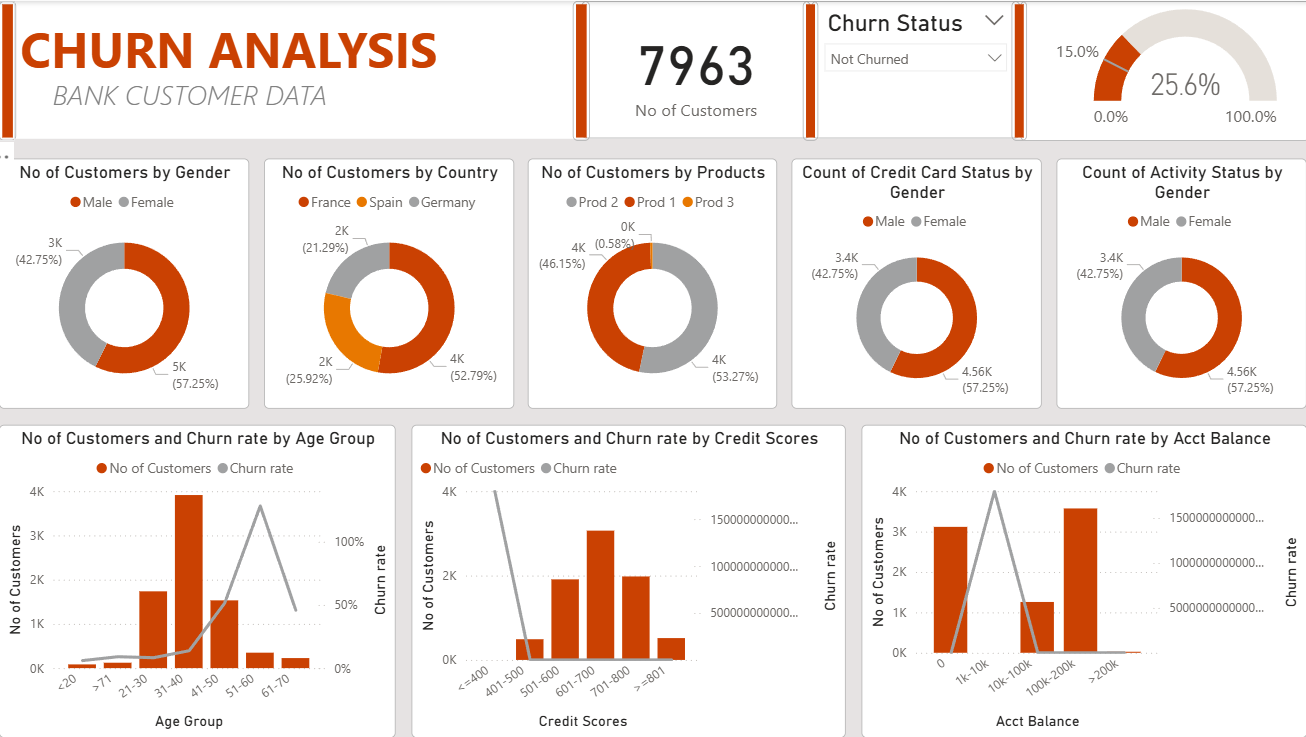 CHURN ANALYSIS
BANK CUSTOMER DATA
7963
No of Customers
Churn Status
Not Churned
15.0%
25.6%
0.0%
100.0%
No of Customers by Gender
Male Female
3K
(42.75%)
5K
(57.25%)
No of Customers by Country
France Spain Germany
2K
(21.29%)
2K
(25.92%)
4K
(52.79%)
No of Customers by Products
Prod 2 Prod 1 Prod 3
0K
(0.58%)
4K
(46.15%)
4K
(53.27%)
Count of Credit Card Status by
Gender
Male Female
3.4K
(42.75%)
4.56K
(57.25%)
Count of Activity Status by
Gender
Male Female
3.4K
(42.75%)
4.56K
(57.25%)
No of Customers and Churn rate by Age Group
No of Customers Churn rate
No of Customers
4K
3K
2K
1K
0K
100%
50%
0%
Churn rate
<20
>71
21-30
31-40
41-50
51-60
61-70
Age Group
No of Customers and Churn rate by Credit Scores
No of Customers Churn rate
No of Customers
4K
2K
0K
150000000000...
100000000000...
500000000000...
Churn rate
<=400
401-500
501-600
601-700
701-800
>=801
Credit Scores
No of Customers and Churn rate by Acct Balance
No of Customers Churn rate
No of Customers
4K
3K
2K
1K
0K
1500000000000...
1000000000000...
5000000000000...
Churn rate
0
1k-10k
10k-100k
100k-200k
>200k
Acct Balance